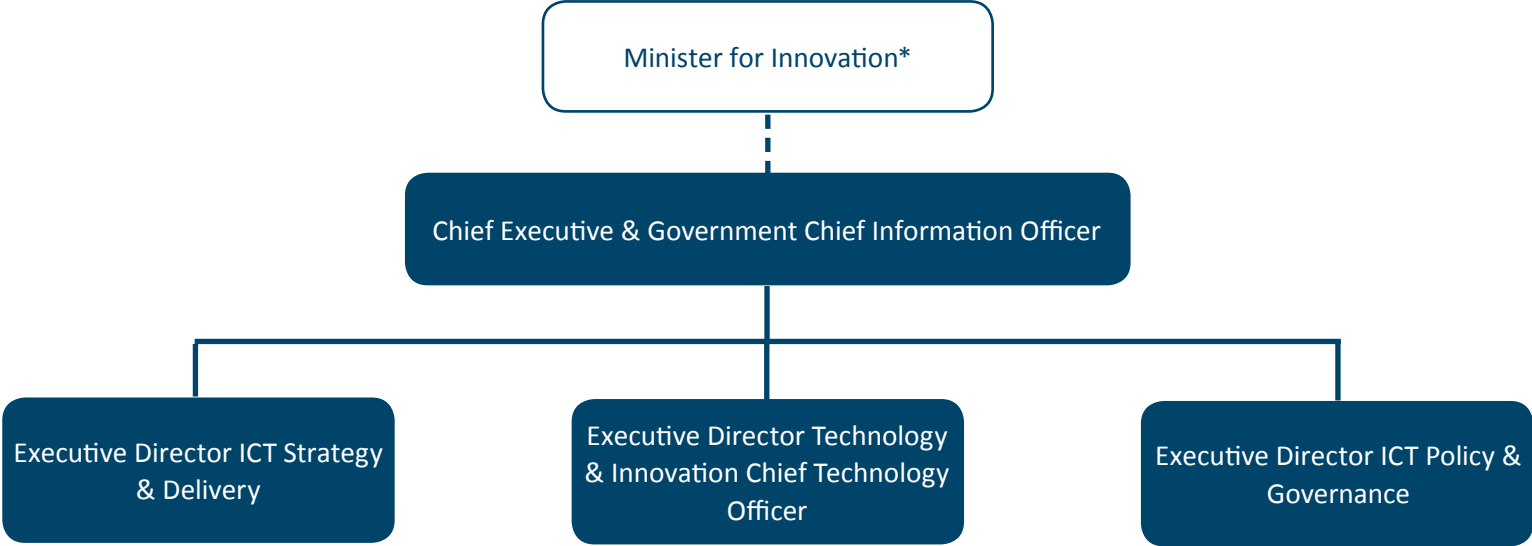 Minister for Innovation*
Chief Executive & Government Chief Information Officer
Executive Director ICT Strategy
& Delivery
Executive Director Technology
& Innovation Chief Technology
Officer
Executive Director ICT Policy &
Governance